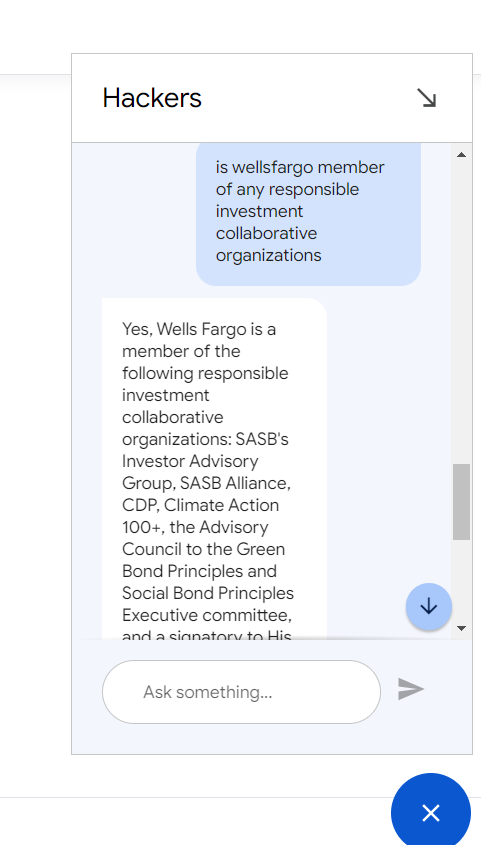 Hackers
is wellsfargo member
of any responsible
investment
collaborative
organizations
Yes, Wells Fargo is a
member of the
following responsible
investment
collaborative
organizations: SASB's
Investor Advisory
Group, SASB Alliance,
CDP, Climate Action
100+, the Advisory
Council to the Green
Bond Principles and
Social Bond Principles
Executive committee,
and a signatory to His
Ask something...